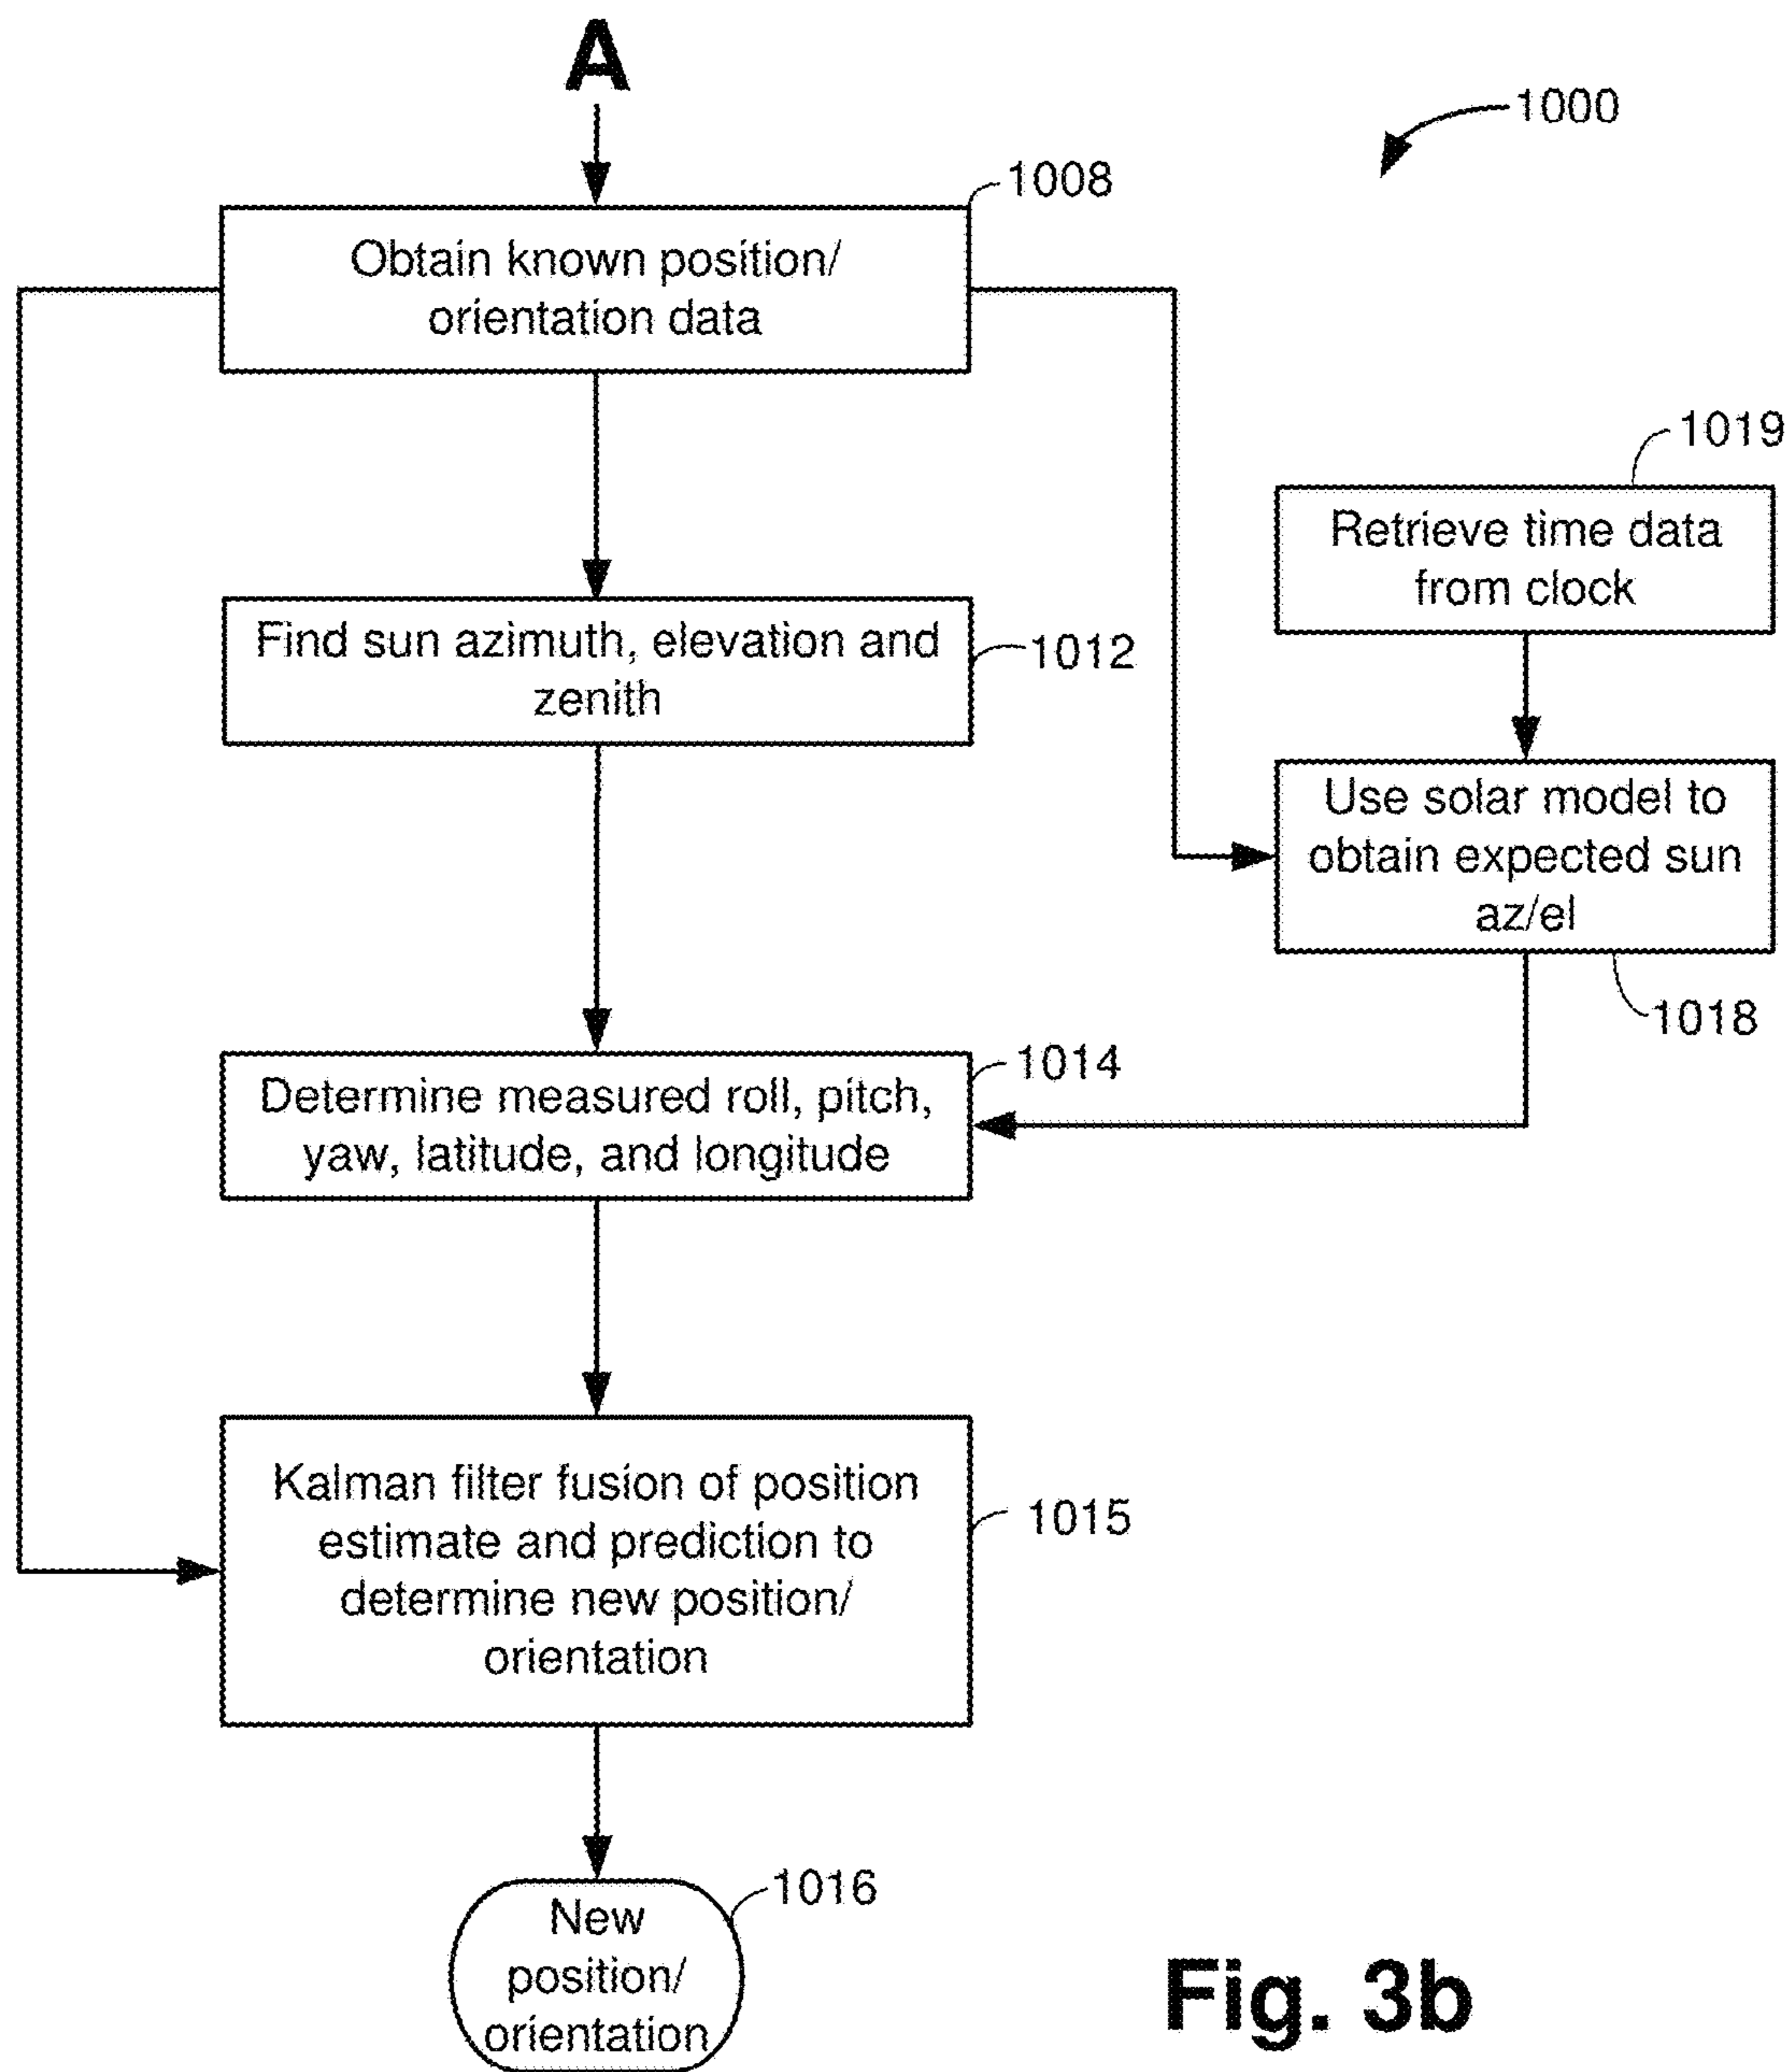 A
1000
1008
Obtain known position/
orientation data
1019
Retrieve time data
from clock
Find sun azimuth, elevation and
zenith
1012
Use solar model to
obtain expected sun
az/el
1018
1014
Determine measured roll, pitch,
yaw, latitude, and longitude
Kalman filter fusion of position
estimate and prediction to
determine new position/
orientation
1015
1016
New
position/
orientation
Fig. 3b